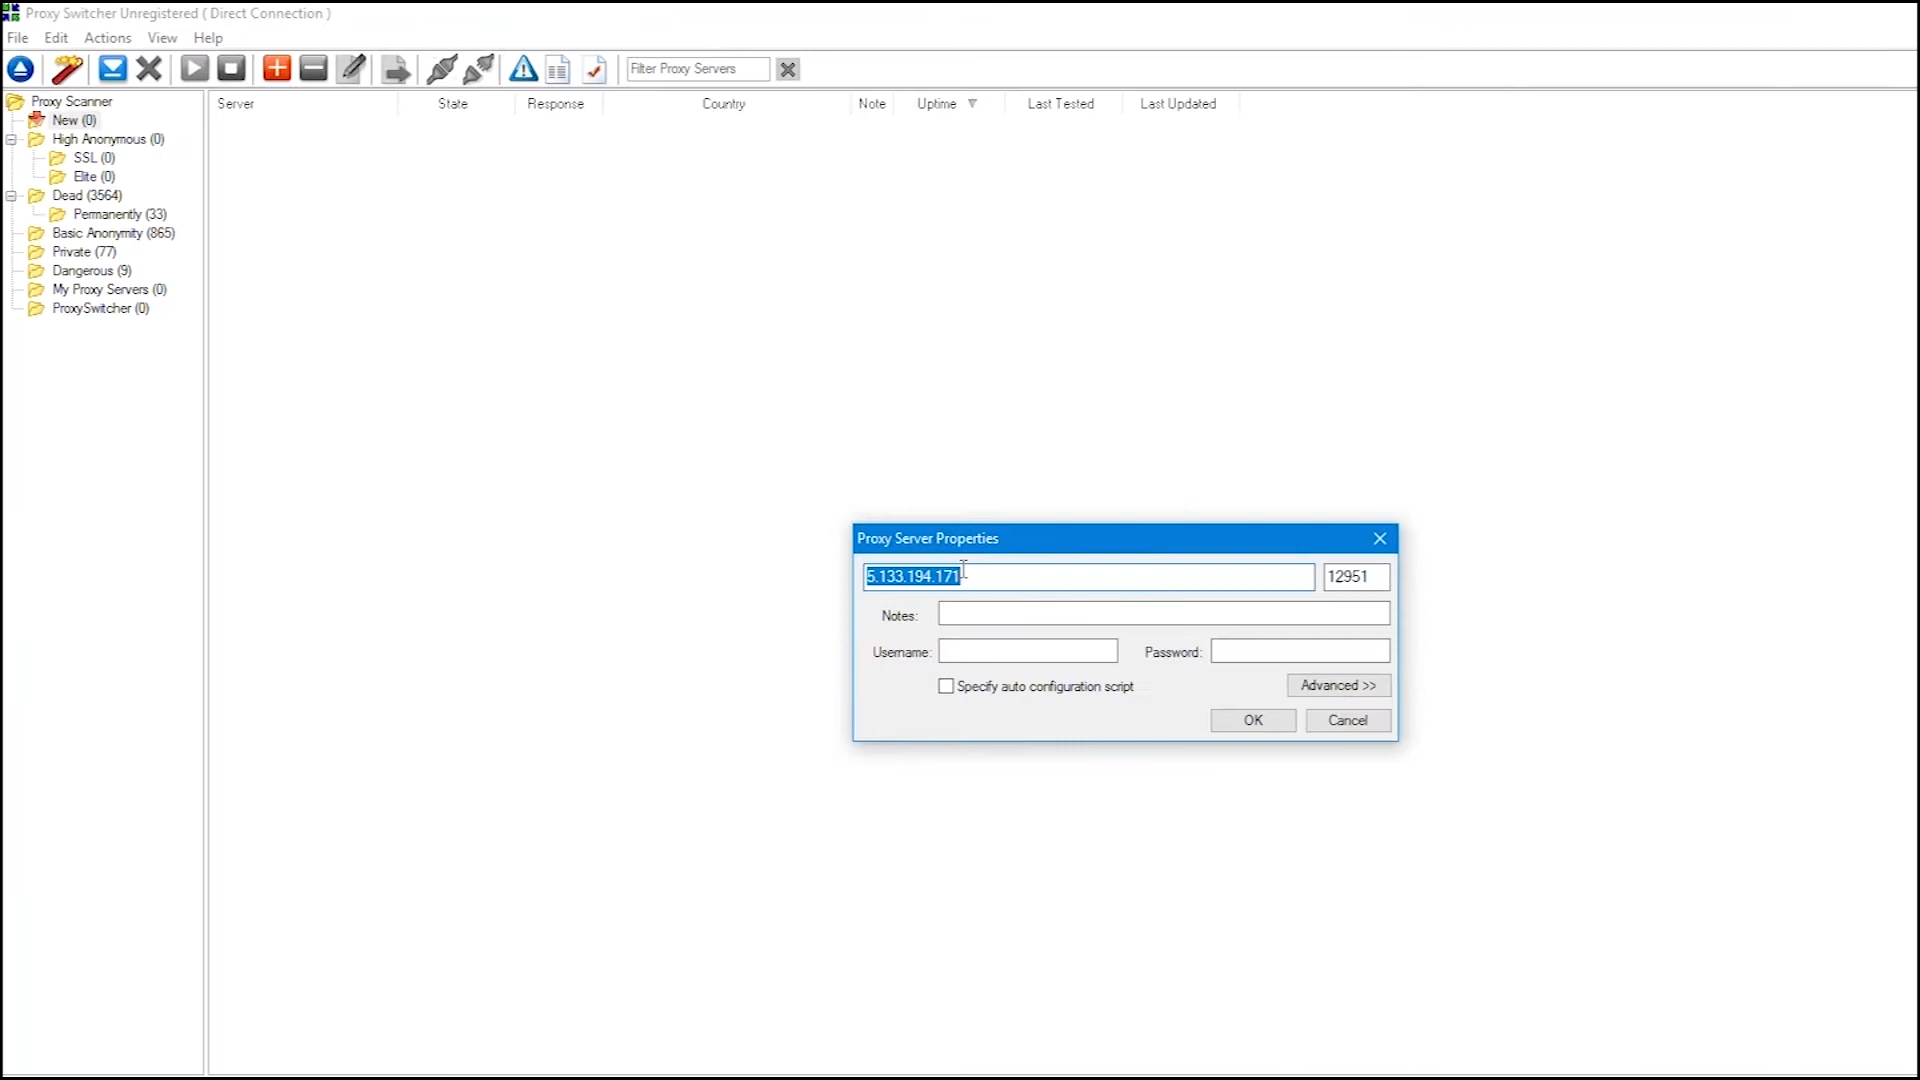 Proxy Switcher Unregistered ( Direct Connection )
File Edit Actions View Help
Filter Proxy Servers
Proxy Scanner
New (0)
High Anonymous (0)
SSL (0)
Elite (0)
Dead (3564)
Permanently (33)
Basic Anonymity (865)
Private (77)
Dangerous (9)
My Proxy Servers (0)
ProxySwitcher (0)
Server State Response Country Note Uptime Last Tested Last Updated
Proxy Server Properties
5.133.194.171 12951
Notes:
Username: Password:
Specify auto configuration script Advanced >>
OK Cancel